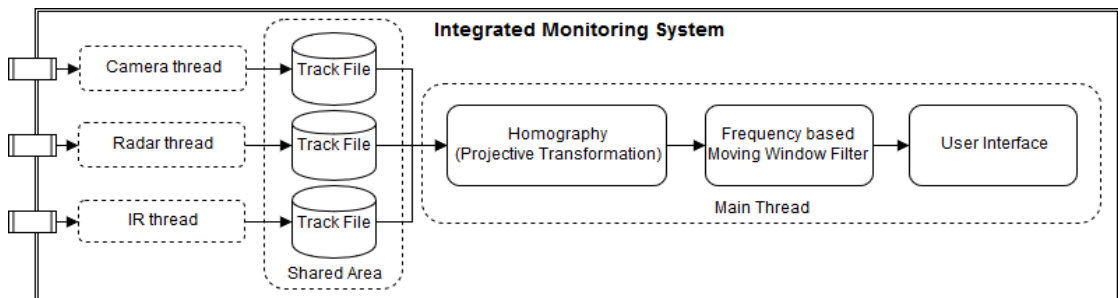 Integrated Monitoring System
Camera thread
Track File
Radar thread
Track File
IR thread
Track File
Shared Area
Homography
(Projective Transformation)
Frequency based
Moving Window Filter
User Interface
Main Thread